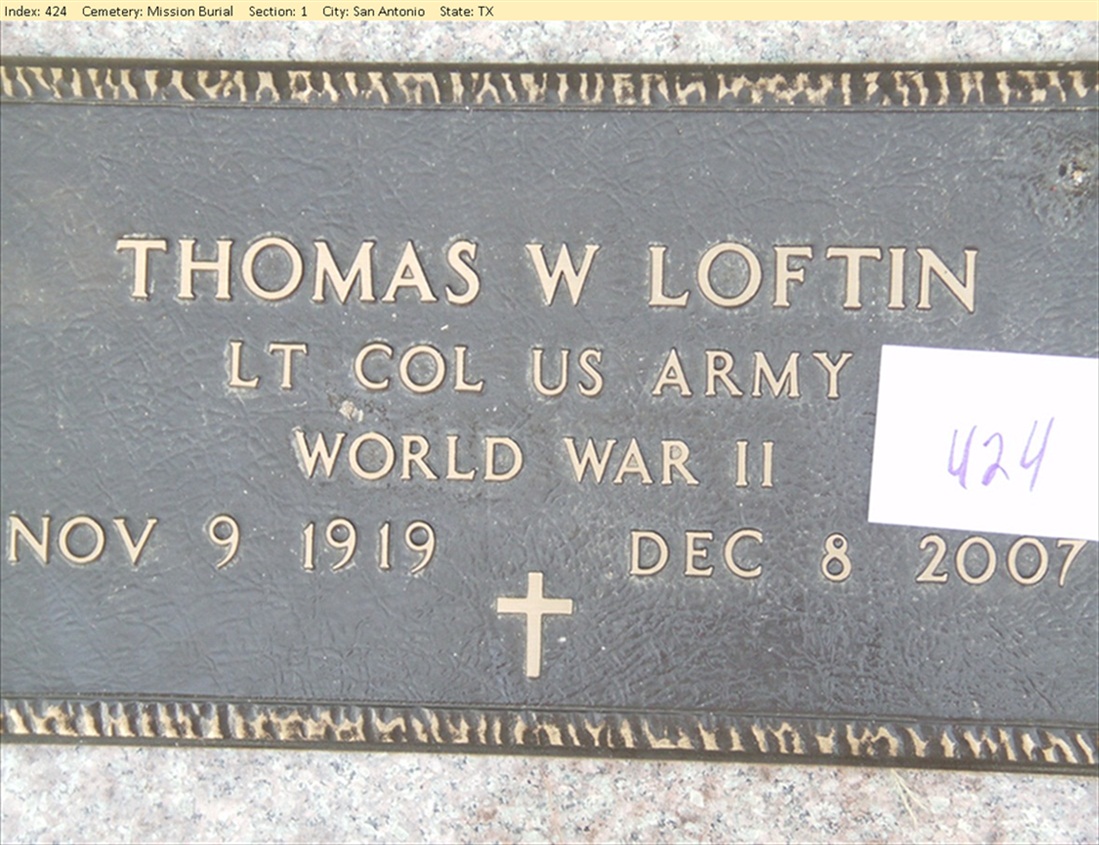 Index: 424 Cemetery: Mission Burial Section: 1 City: San Antonio State: TX
THOMAS W LOFTIN
LT COL US ARMY
WORLD WAR II
424
NOV 9 1919 DEC 8 2007